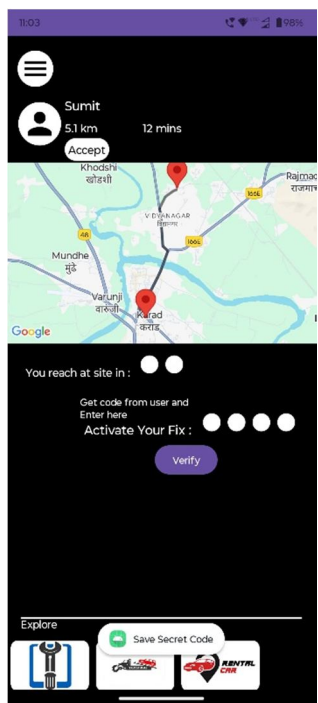 11:03
98%
Sumit
5.1 km 12 mins
Accept
Khodshi
खोडशी
Rajmac
राजमा
166E
VIDYANAGAR
विद्यानगर
48
166E
Mundhe
मुंढे
Varunji
वारुंजी
Karad
कराड
Google
You reach at site in :
Get code from user and
Enter here
Activate Your Fix :
Verify
Explore
Save Secret Code
RENTAL
CAR